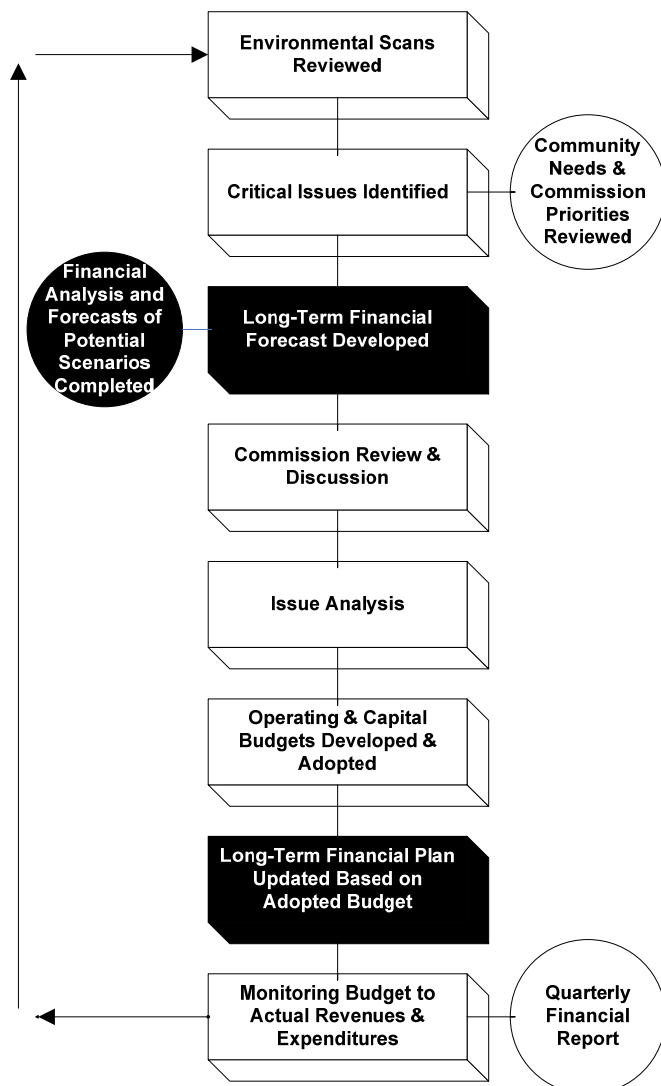 Environmental Scans
Reviewed
Critical Issues Identified
Community
Needs &
Commission
Priorities
Reviewed
Financial
Analysis and
Forecasts of
Potential
Scenarios
Completed
Long-Term Financial
Forecast Developed
Commission Review &
Discussion
Issue Analysis
Operating & Capital
Budgets Developed &
Adopted
Long-Term Financial Plan
Updated Based on
Adopted Budget
Monitoring Budget to
Actual Revenues &
Expenditures
Quarterly
Financial
Report